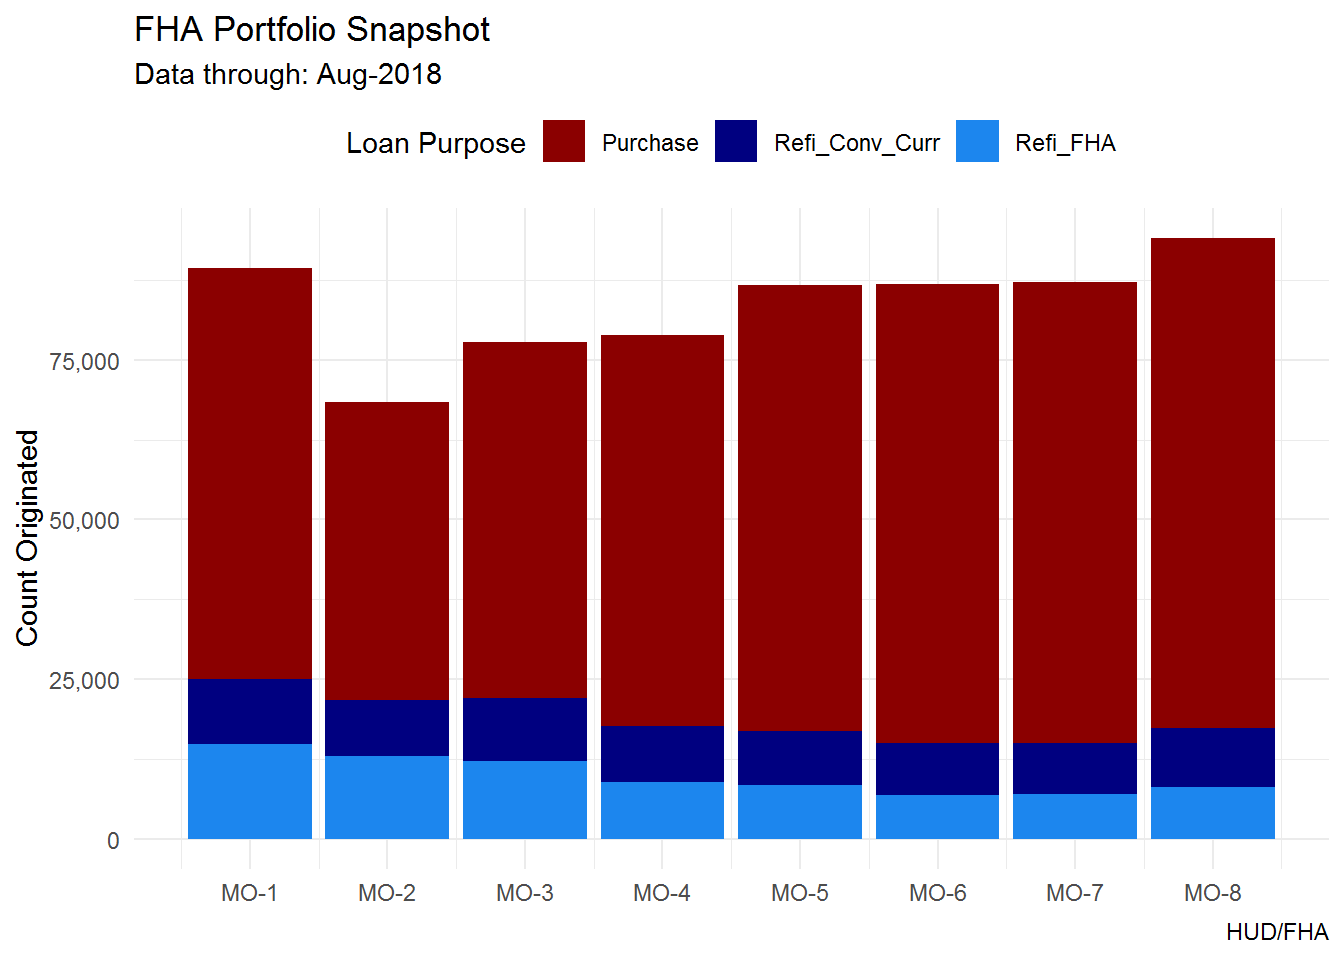 FHA Portfolio Snapshot
Data through: Aug-2018
Loan Purpose Purchase Refi_Conv_Curr Refi_FHA
Count Originated
75,000
50,000
25,000
0
MO-1 MO-2 MO-3 MO-4 MO-5 MO-6 MO-7 MO-8
HUD/FHA